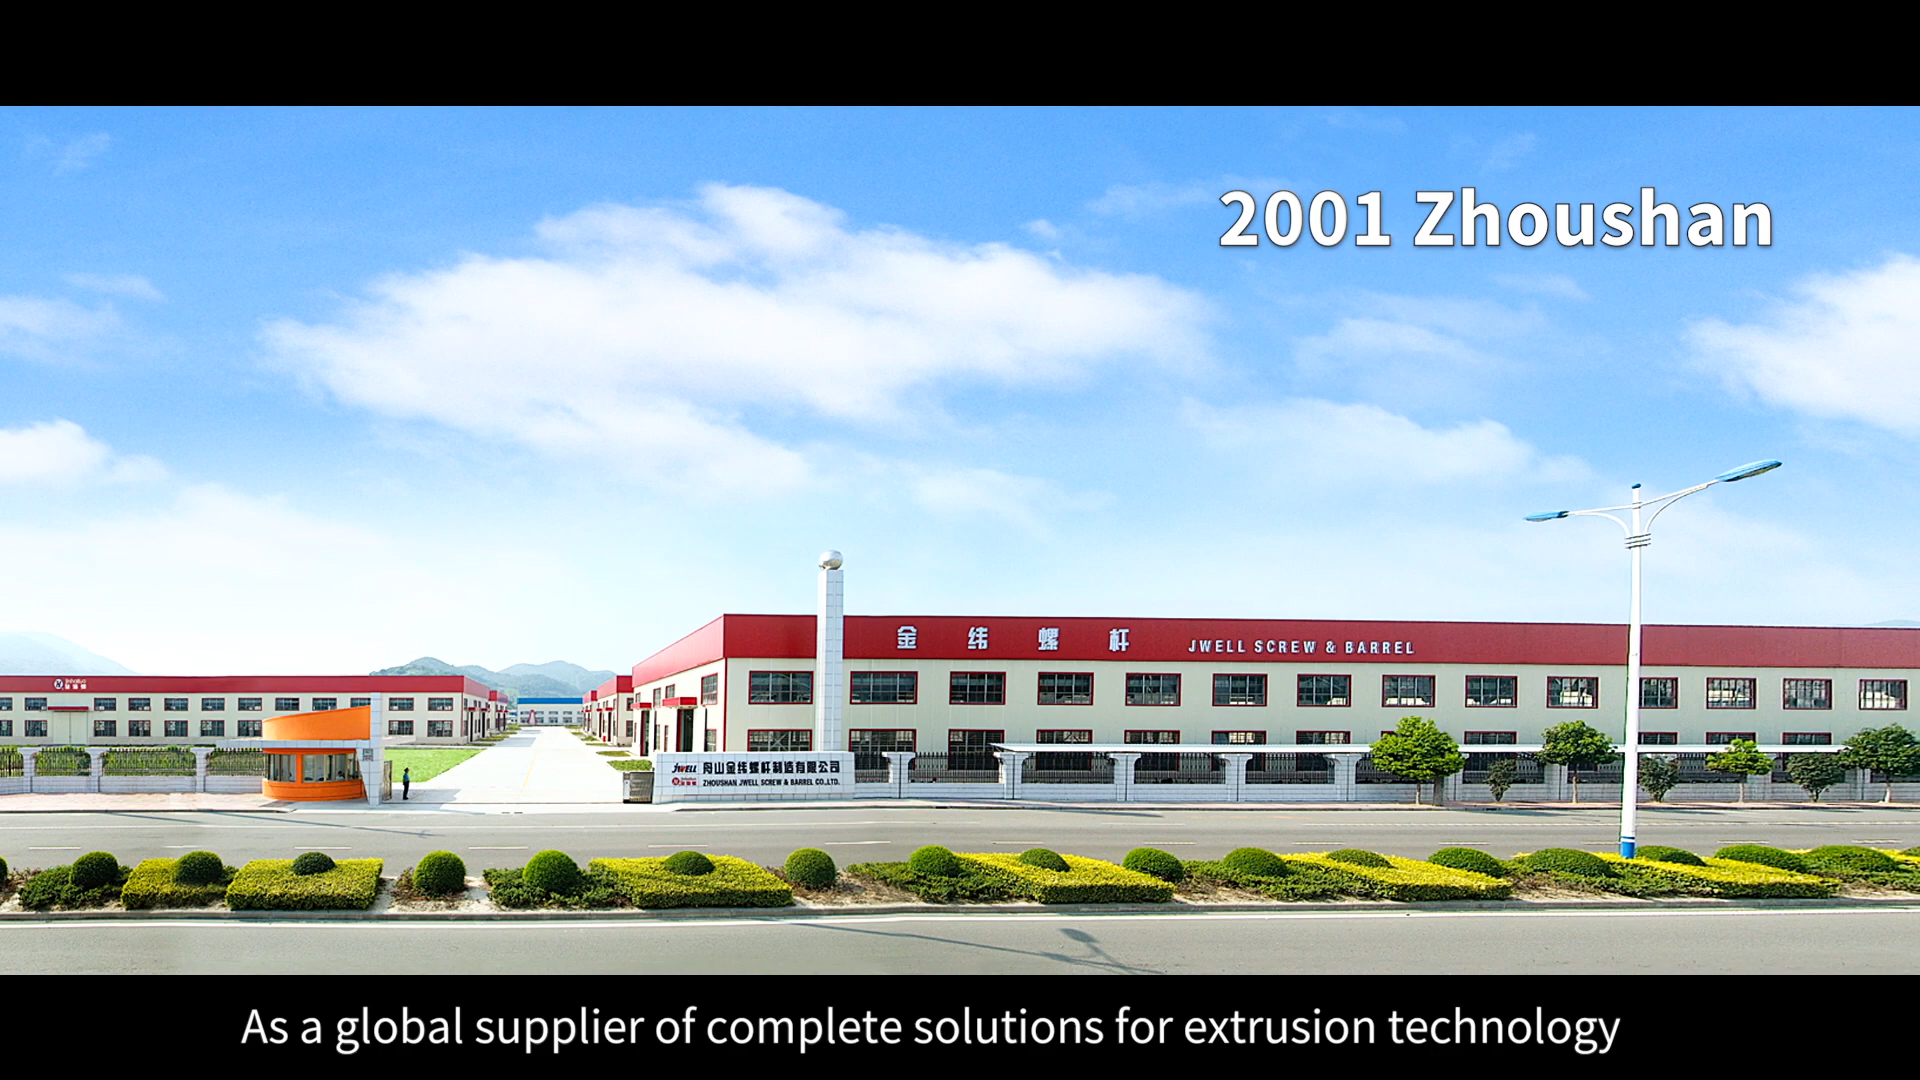 2001 Zhoushan
金纬螺杆 JWELL SCREW & BARREL
JWELL 舟山金纬螺杆制造有限公司
ZHOUSHAN JWELL SCREW & BARREL CO.,LTD.
As a global supplier of complete solutions for extrusion technology